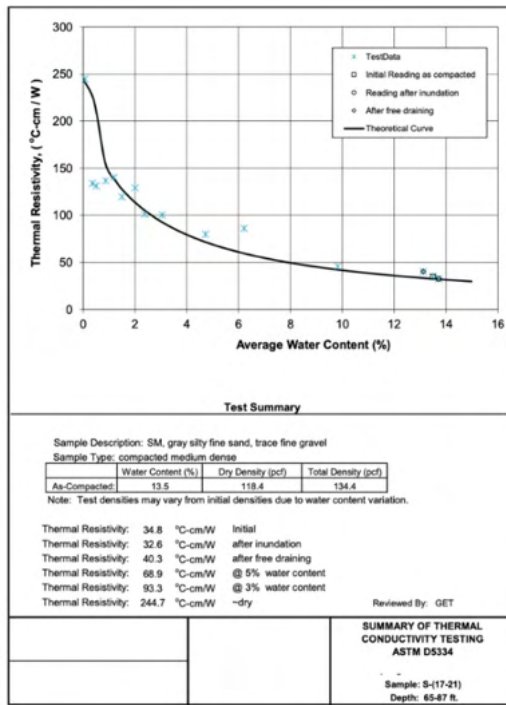 300
250
200
150
100
50
0
0 2 4 6 8 10 12 14 16
Thermal Resistivity, ( °C-cm / W )
Average Water Content (%)
TestData
Initial Reading as compacted
Reading after inundation
After free draining
Theoretical Curve
Test Summary
Sample Description: SM, gray silty fine sand, trace fine gravel
Sample Type: compacted medium dense
Water Content (%) Dry Density (pcf) Total Density (pcf)
As-Compacted: 13.5 118.4 134.4
Note: Test densities may vary from initial densities due to water content variation.
Thermal Resistivity: 34.8 °C-cm/W Initial
Thermal Resistivity: 32.6 °C-cm/W after inundation
Thermal Resistivity: 40.3 °C-cm/W after free draining
Thermal Resistivity: 68.9 °C-cm/W @ 5% water content
Thermal Resistivity: 93.3 °C-cm/W @ 3% water content
Thermal Resistivity: 244.7 °C-cm/W ~dry
Reviewed By: GET
SUMMARY OF THERMAL
CONDUCTIVITY TESTING
ASTM D5334
Sample: S-(17-21)
Depth: 65-87 ft.